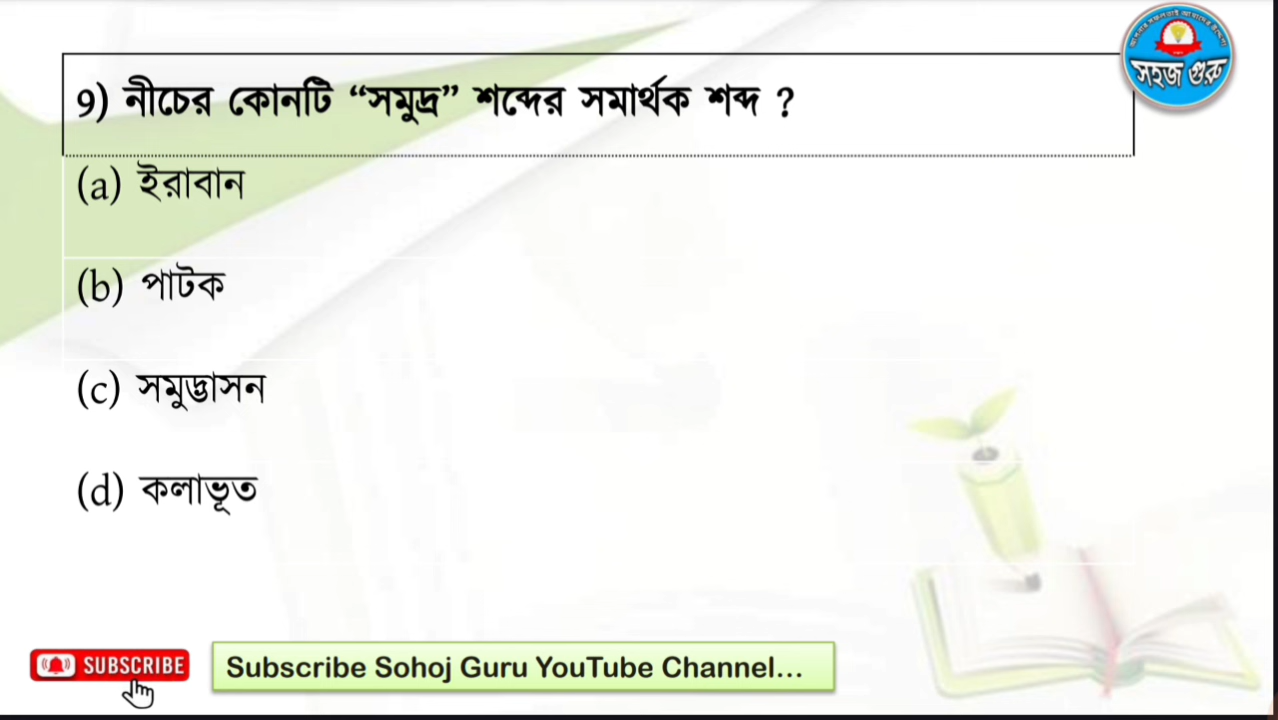 সহজ গুরু
9) নীচের কোনটি “সমুদ্র” শব্দের সমার্থক শব্দ ?
(a) ইরাবান
(b) পাটক
(c) সমুদ্ভাসন
(d) কলাভূত
SUBSCRIBE
Subscribe Sohoj Guru YouTube Channel...